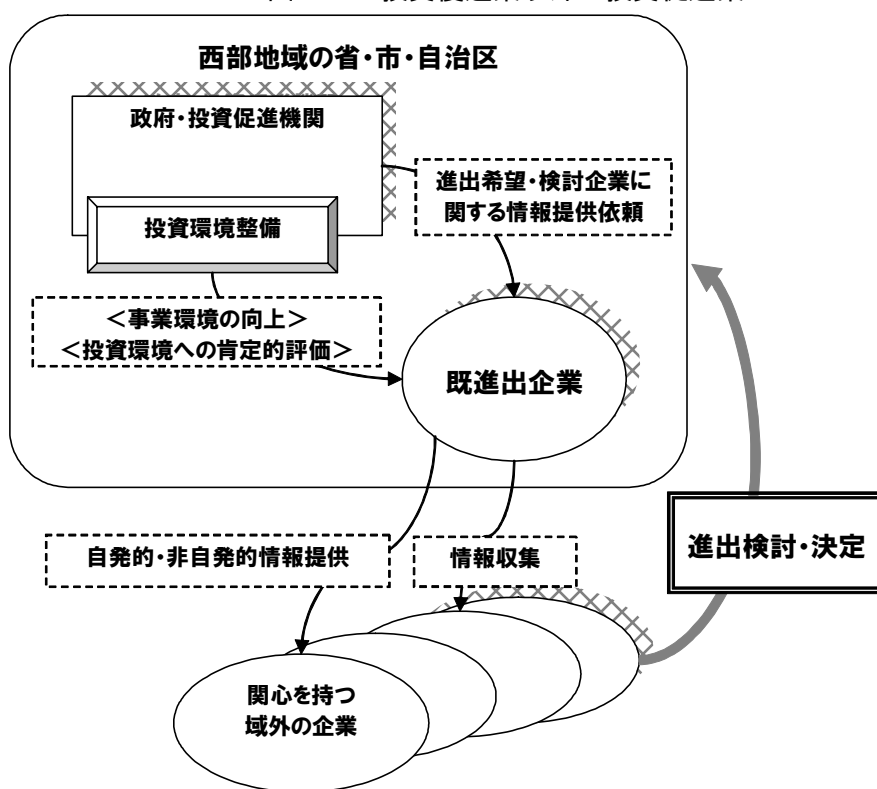 西部地域の省・市・自治区
政府・投資促進機関
進出希望・検討企業に
関する情報提供依頼
投資環境整備
＜事業環境の向上＞
＜投資環境への肯定的評価＞
既進出企業
自発的・非自発的情報提供
情報収集
進出検討・決定
関心を持つ
域外の企業